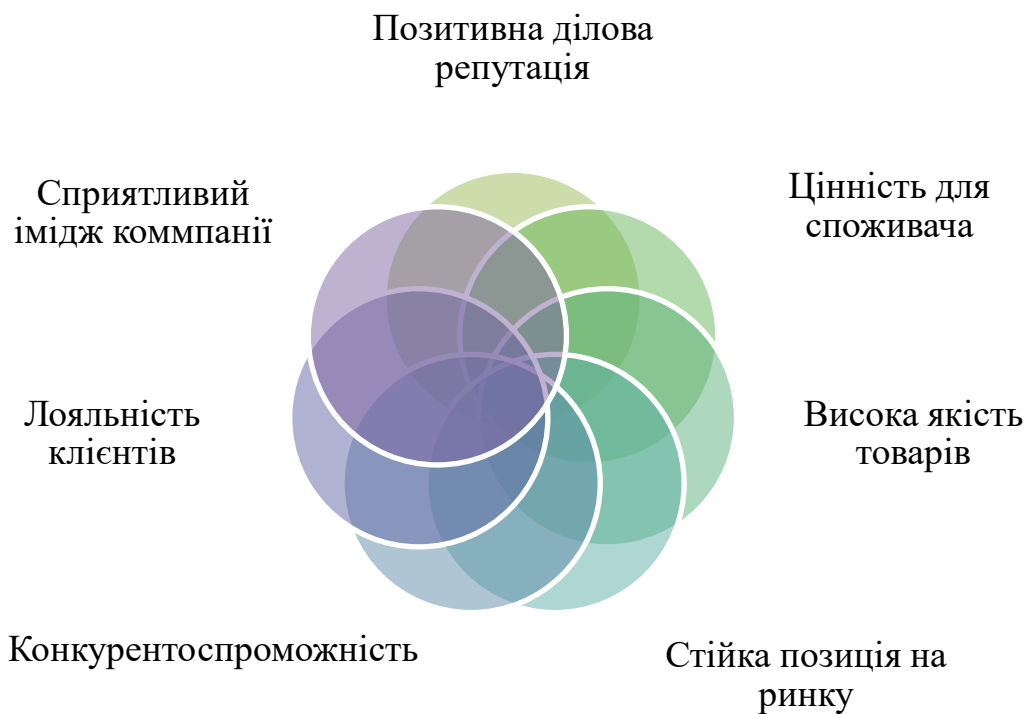 Позитивна ділова
репутація
Сприятливий
імідж коммпанії
Цінність для
споживача
Лояльність
клієнтів
Висока якість
товарів
Конкурентоспроможність
Стійка позиція на
ринку